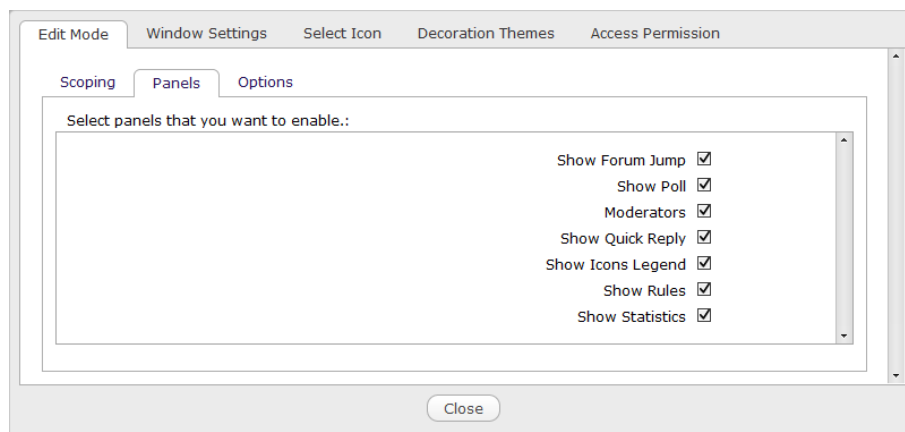 Edit Mode Window Settings Select Icon Decoration Themes Access Permission
Scoping Panels Options
Select panels that you want to enable.:
Show Forum Jump
Show Poll
Moderators
Show Quick Reply
Show Icons Legend
Show Rules
Show Statistics
Close